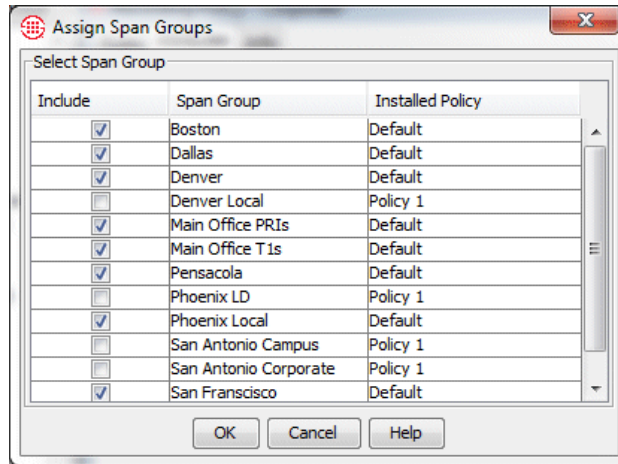 Assign Span Groups
Select Span Group
Include Span Group Installed Policy
Boston Default
Dallas Default
Denver Default
Denver Local Policy 1
Main Office PRIs Default
Main Office T1s Default
Pensacola Default
Phoenix LD Policy 1
Phoenix Local Default
San Antonio Campus Policy 1
San Antonio Corporate Policy 1
San Franscisco Default
OK Cancel Help